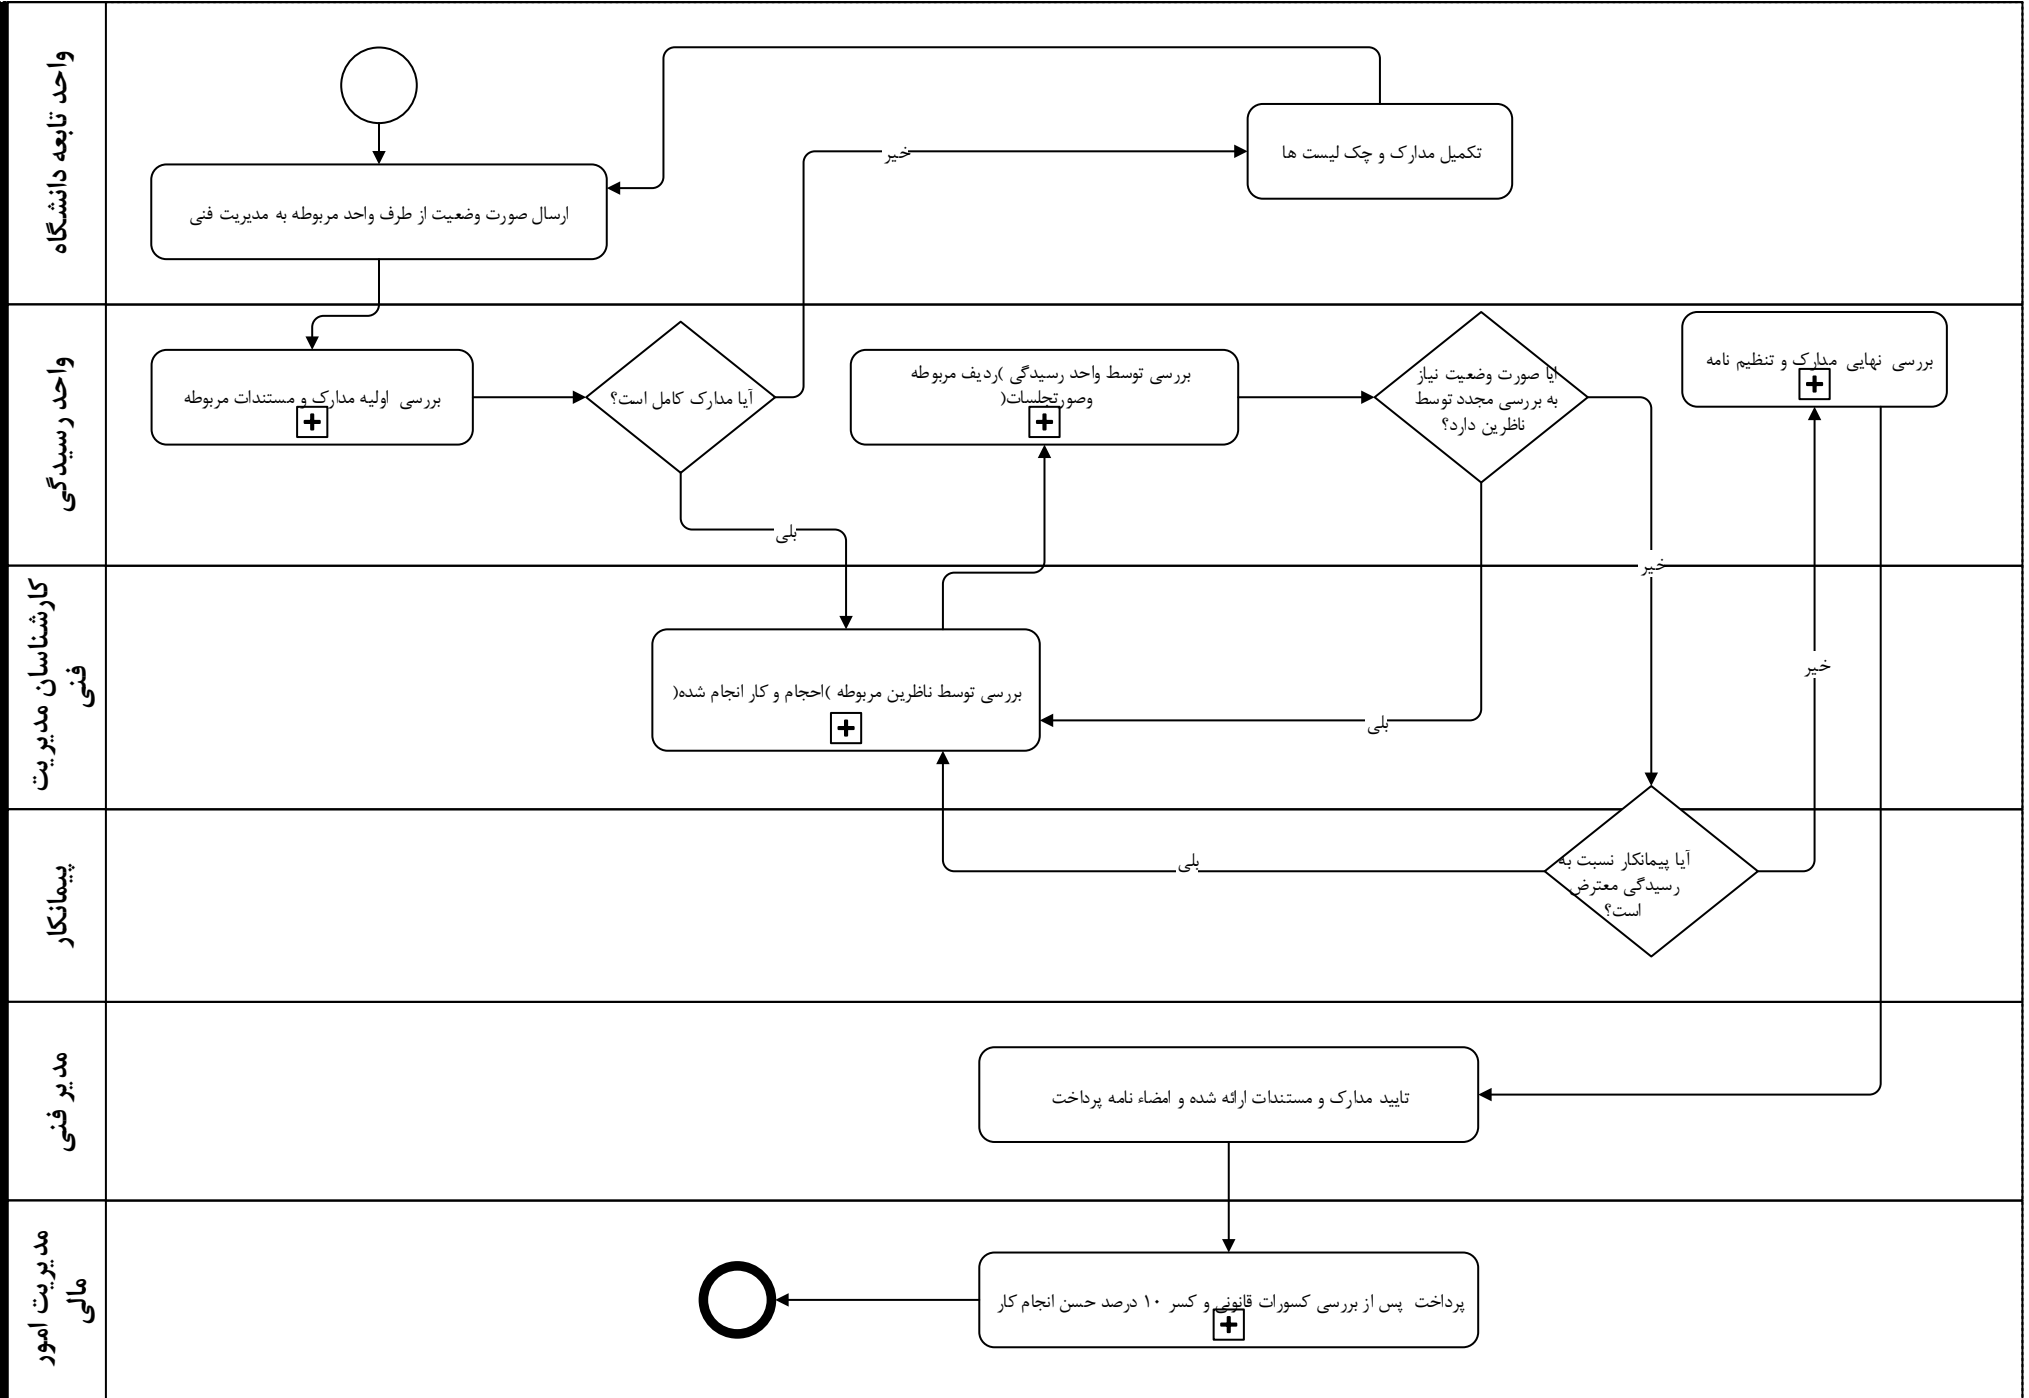 واحد تابعه دانشگاه
تکمیل مدارک و چک لیست ها
خیر
ارسال صورت وضعیت از طرف واحد مربوطه به مدیریت فنی
واحد رسیدگی
بررسی اولیه مدارک و مستندات مربوطه
آیا مدارک کامل است؟
بررسی توسط واحد رسیدگی )ردیف مربوطه
وصورتجلسات(
ایا صورت وضعیت نیاز
به بررسی مجدد توسط
ناظرین دارد؟
بررسی نهایی مدارک و تنظیم نامه
بلی
خیر
کارشناسان مدیریت
فنی
بررسی توسط ناظرین مربوطه )احجام و کار انجام شده(
بلی
خیر
پیمانکار
بلی
آیا پیمانکار نسبت به
رسیدگی معترض
است؟
مدیر فنی
تایید مدارک و مستندات ارائه شده و امضاء نامه پرداخت
مدیریت امور
مالی
پرداخت پس از بررسی کسورات قانونی و کسر ۱۰ درصد حسن انجام کار